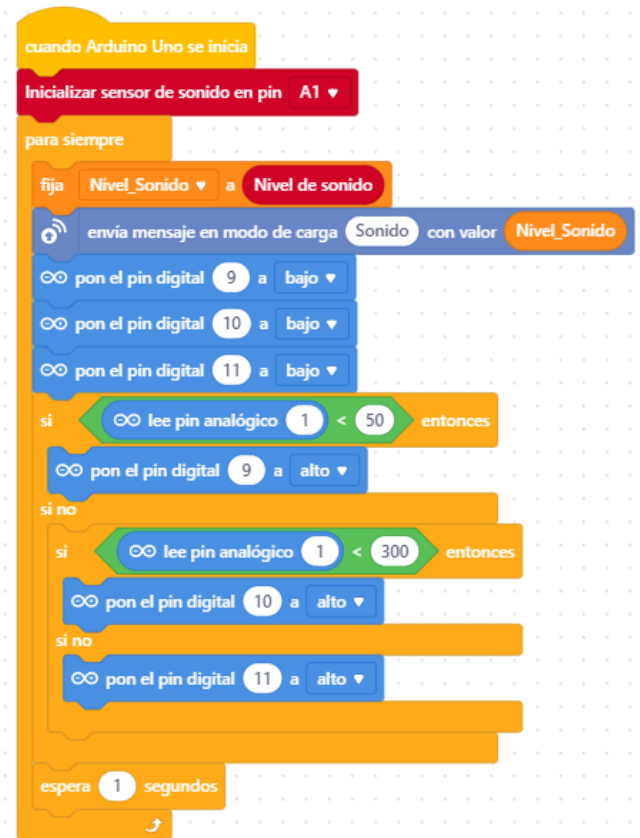 cuando Arduino Uno se inicia
Inicializar sensor de sonido en pin A1
para siempre
fija Nivel_Sonido a Nivel de sonido
envía mensaje en modo de carga Sonido con valor Nivel_Sonido
pon el pin digital 9 a bajo
pon el pin digital 10 a bajo
pon el pin digital 11 a bajo
si lee pin analógico 1 < 50 entonces
pon el pin digital 9 a alto
si no
si lee pin analógico 1 < 300 entonces
pon el pin digital 10 a alto
si no
pon el pin digital 11 a alto
espera 1 segundos